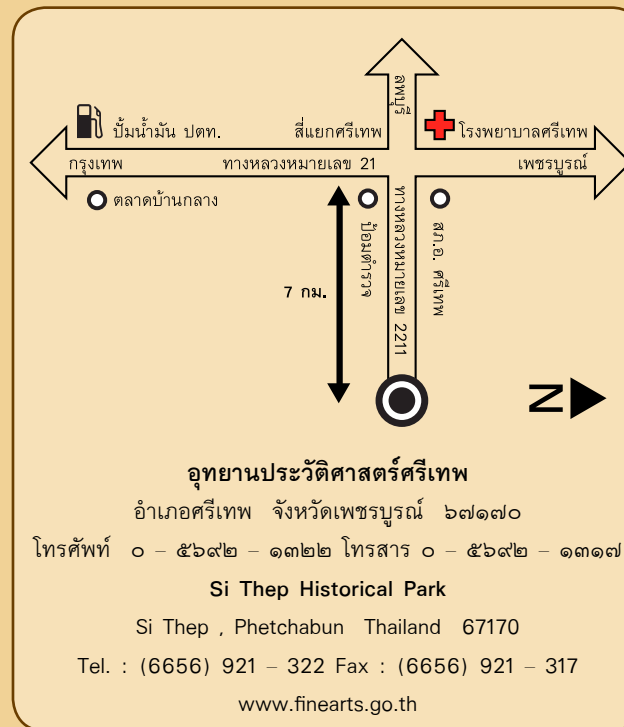 ลพบุรี
ปั้มน้ำมัน ปตท.
สี่แยกศรีเทพ
โรงพยาบาลศรีเทพ
กรุงเทพ
ทางหลวงหมายเลข 21
เพชรบูรณ์
ตลาดบ้านกลาง
ป้อมตำรวจ
ทางหลวงหมายเลข 2211
สภ.อ. ศรีเทพ
7 กม.
N
อุทยานประวัติศาสตร์ศรีเทพ
อำเภอศรีเทพ จังหวัดเพชรบูรณ์ ๖๗๑๗๐
โทรศัพท์ ๐ – ๕๖๙๒ – ๑๓๒๒ โทรสาร ๐ – ๕๖๙๒ – ๑๓๑๗
Si Thep Historical Park
Si Thep , Phetchabun Thailand 67170
Tel. : (6656) 921 – 322 Fax : (6656) 921 – 317
www.finearts.go.th